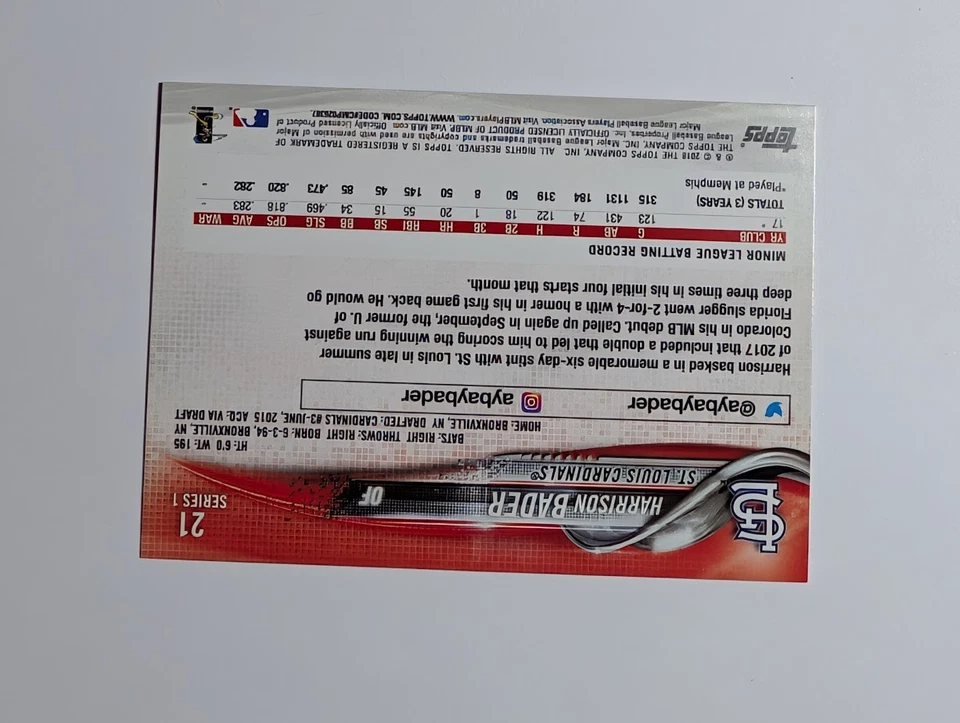 21
SERIES 1
STL
HARRISON BADER OF
ST. LOUIS CARDINALS®
HT: 6'0" WT: 195
BATS: RIGHT THROWS: RIGHT BORN: 6-3-94, BRONXVILLE, NY
HOME: BRONXVILLE, NY DRAFTED: CARDINALS #3-JUNE, 2015 ACQ: VIA DRAFT
@aybaybader aybaybader
Harrison basked in a memorable six-day stint with St. Louis in late summer
of 2017 that included a double that led to him scoring the winning run against
Colorado in his MLB debut. Called up again in September, the former U. of
Florida slugger went 2-for-4 with a homer in his first game back. He would go
deep three times in his initial four starts that month.
MINOR LEAGUE BATTING RECORD
YR CLUB G AB R H 2B 3B HR RBI SB BB SLG OPS AVG WAR
17 * 123 431 74 122 18 1 20 55 15 34 .469 .818 .283 -
TOTALS (3 YEARS) 315 1131 184 319 50 8 50 145 45 85 .473 .820 .282 -
*Played at Memphis
topps
® & © 2018 THE TOPPS COMPANY, INC. ALL RIGHTS RESERVED. TOPPS IS A REGISTERED TRADEMARK OF
THE TOPPS COMPANY, INC. Major League Baseball trademarks and copyrights are used with permission of Major
League Baseball Properties, Inc. OFFICIALLY LICENSED PRODUCT OF MLBP Visit MLB.com. Officially Licensed Product of
Major League Baseball Players Association. Visit MLBPLAYERS.com. WWW.TOPPS.COM. CODE#CMP026387.